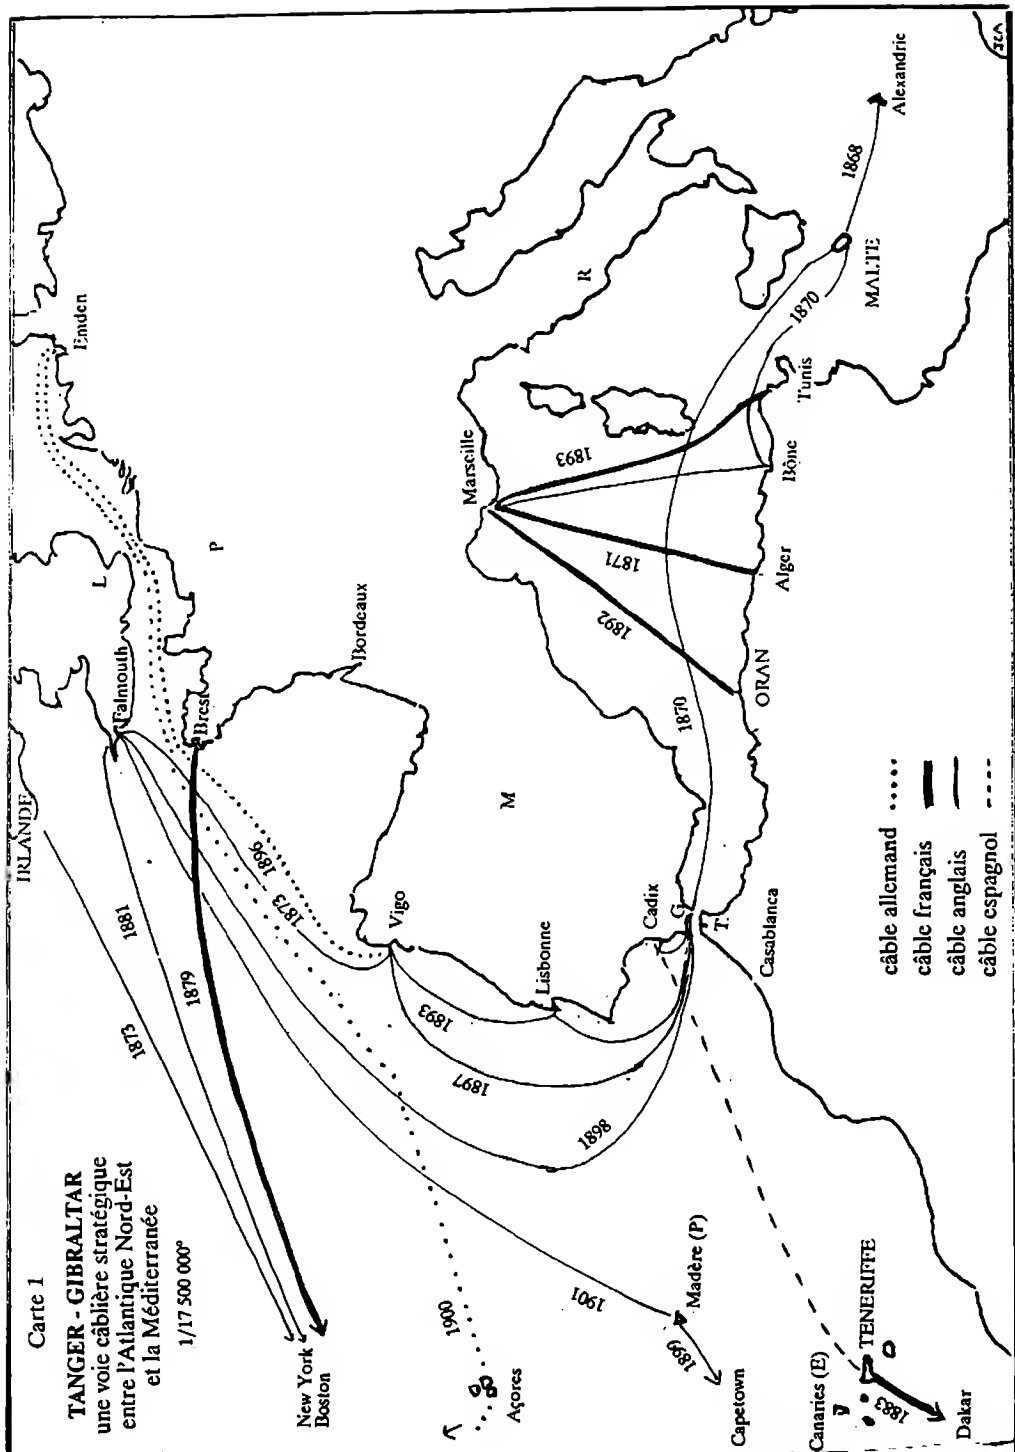 Carte 1
TANGER - GIBRALTAR
une voie câblière stratégique
entre l'Atlantique Nord-Est
et la Méditerranée
1/17 500 000°
IRLANDE
Falmouth
L
Emden
Brest
P
Bordeaux
M
Marseille
R
Vigo
Lisbonne
Cadix
G.
T.
Casablanca
ORAN
Alger
Bône
Tunis
MALTE
Alexandrie
New York
Boston
Açores
Madère (P)
Capetown
Canaries (E)
TENERIFFE
Dakar
1873
1881
1879
1896
1873
1893
1897
1898
1900
1901
1899
1883
1870
1892
1871
1893
1870
1868
câble allemand
câble français
câble anglais
câble espagnol